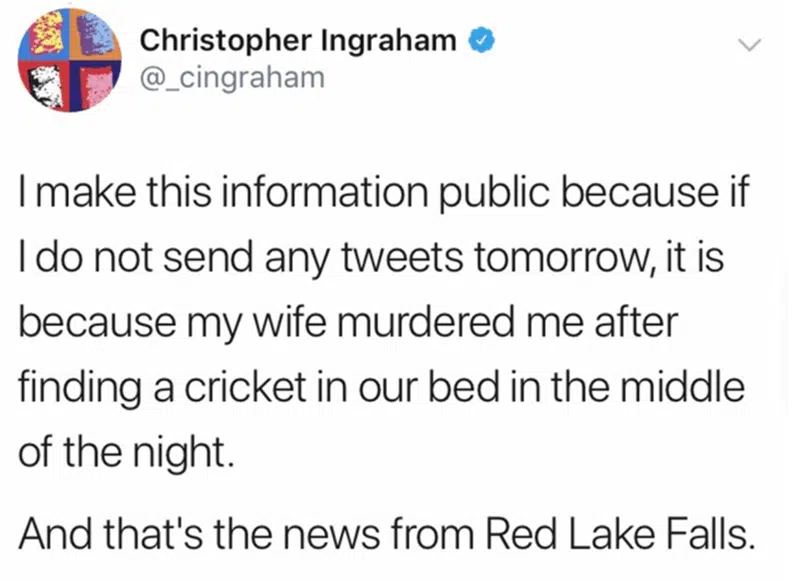 Christopher Ingraham
@_cingraham
I make this information public because if
I do not send any tweets tomorrow, it is
because my wife murdered me after
finding a cricket in our bed in the middle
of the night.
And that's the news from Red Lake Falls.